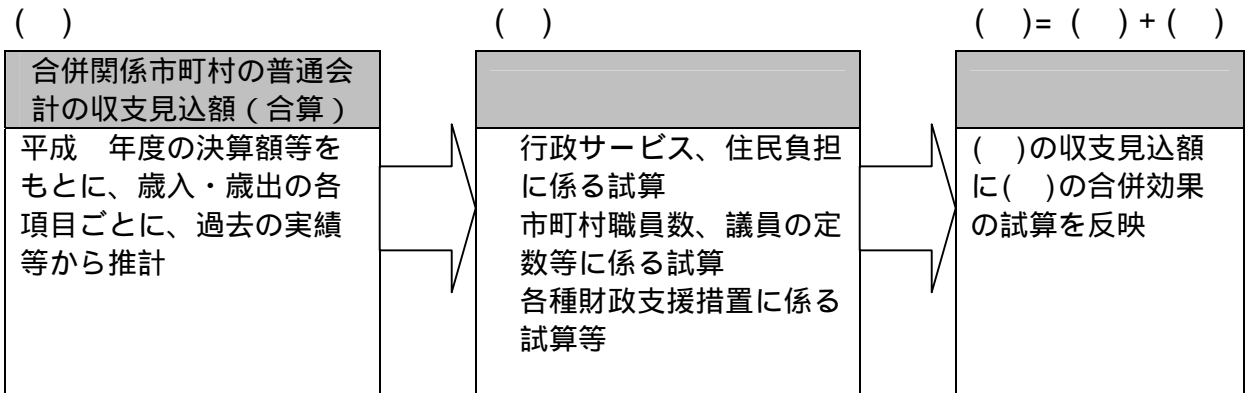 (　)
合併関係市町村の普通会
計の収支見込額（合算）
平成　年度の決算額等を
もとに、歳入・歳出の各
項目ごとに、過去の実績
等から推計
(　)
行政サービス、住民負担
に係る試算
市町村職員数、議員の定
数等に係る試算
各種財政支援措置に係る
試算等
(　)＝(　)＋(　)
(　)の収支見込額
に(　)の合併効果
の試算を反映